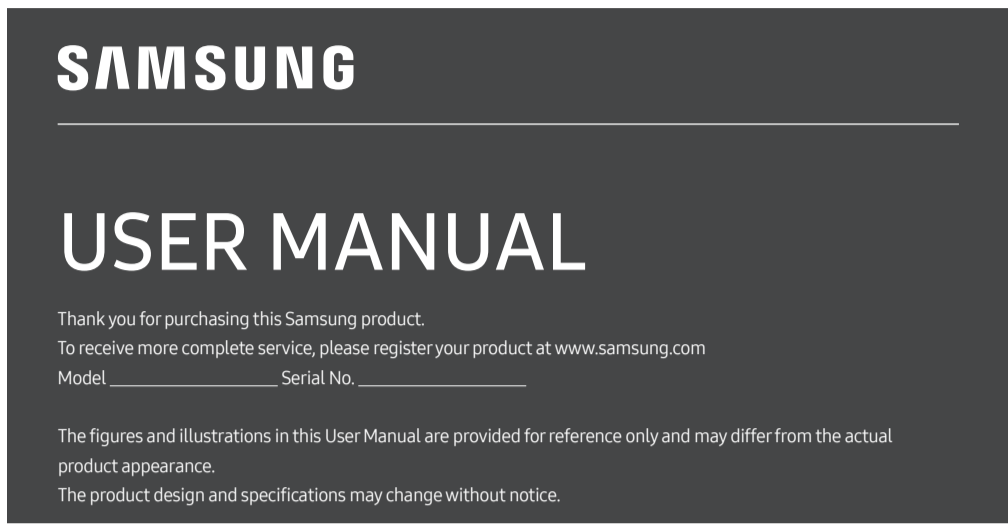 SAMSUNG
USER MANUAL
Thank you for purchasing this Samsung product.
To receive more complete service, please register your product at www.samsung.com
Model ___________________ Serial No. ___________________
The figures and illustrations in this User Manual are provided for reference only and may differ from the actual
product appearance.
The product design and specifications may change without notice.